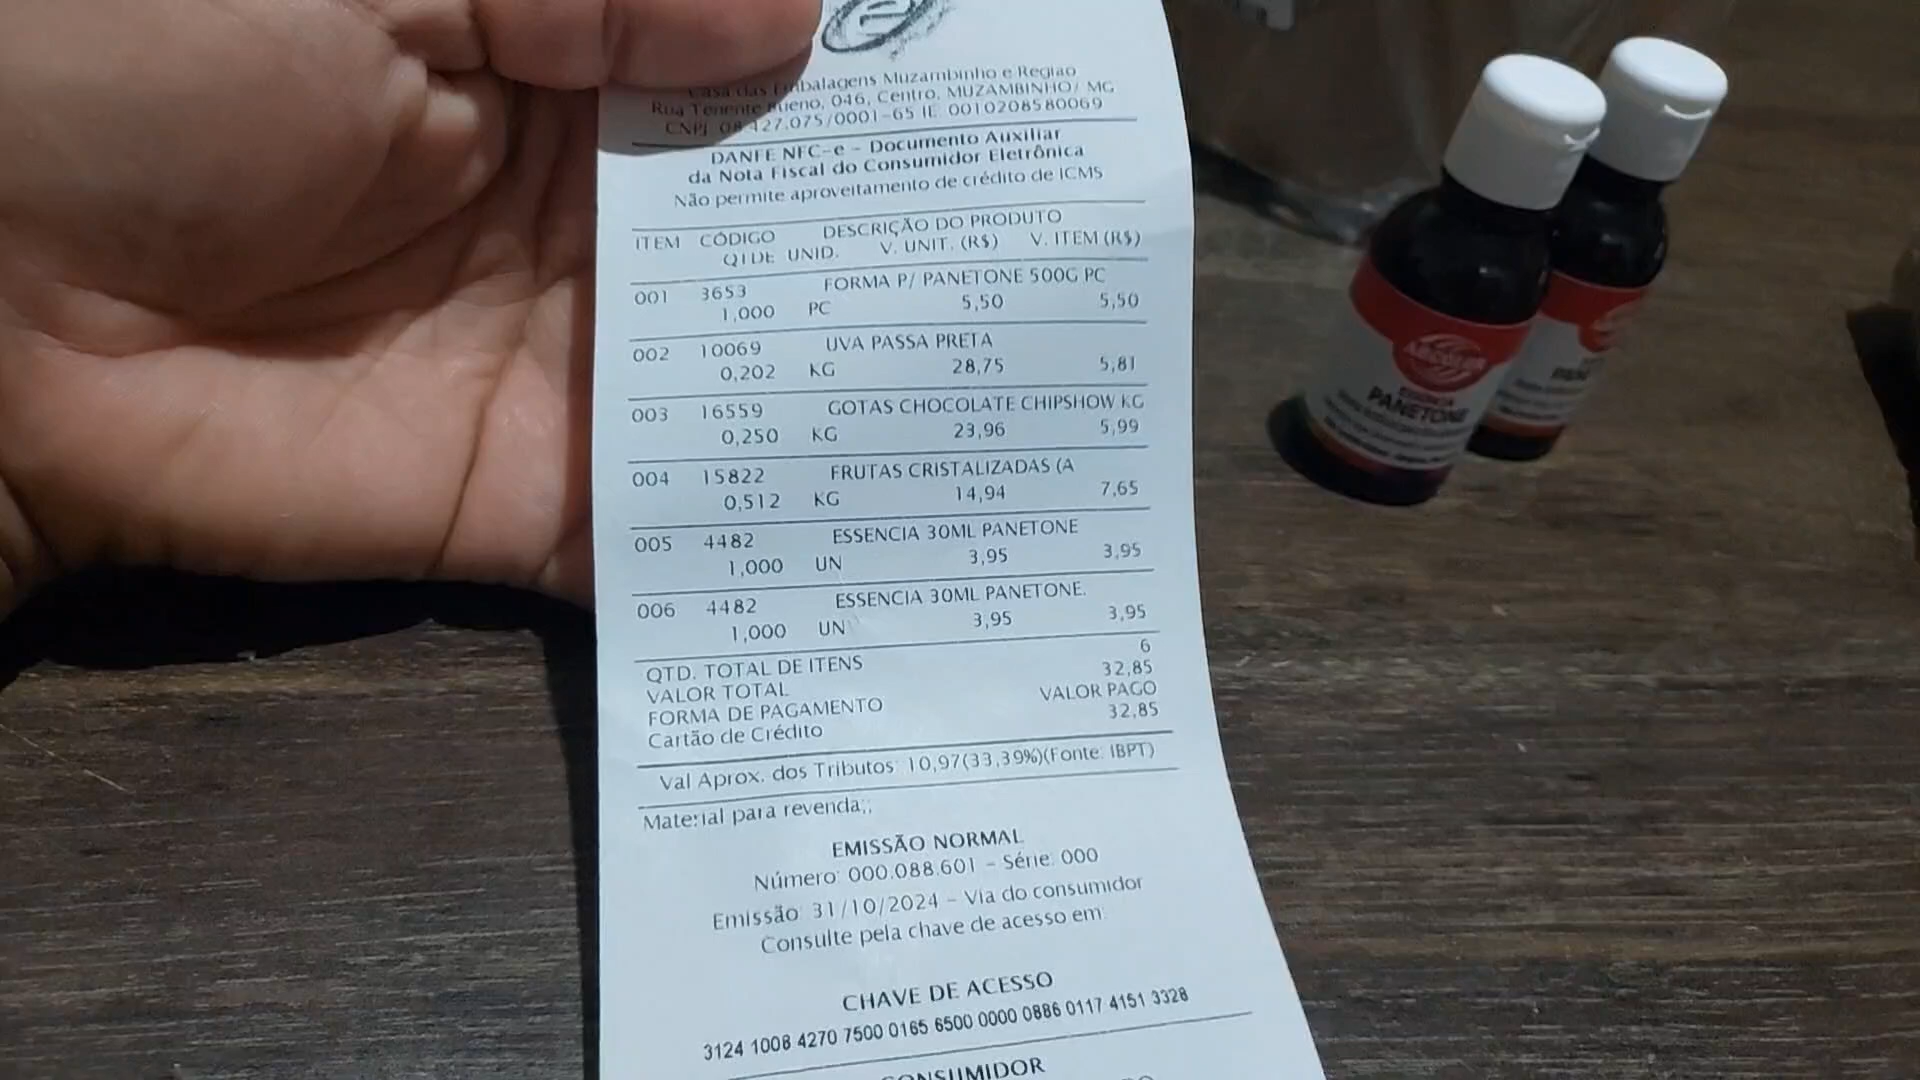 Casa das Embalagens Muzambinho e Região
Rua Tenente Bueno, 046, Centro, MUZAMBINHO/ MG
CNPJ: 08.427.075/0001-65 IE: 0010208580069
DANFE NFC-e - Documento Auxiliar
da Nota Fiscal do Consumidor Eletrônica
Não permite aproveitamento de crédito de ICMS
ITEM CÓDIGO DESCRIÇÃO DO PRODUTO
QTDE UNID. V. UNIT. (R$) V. ITEM (R$)
001 3653 FORMA P/ PANETONE 500G PC
1,000 PC 5,50 5,50
002 10069 UVA PASSA PRETA
0,202 KG 28,75 5,81
003 16559 GOTAS CHOCOLATE CHIPSHOW KG
0,250 KG 23,96 5,99
004 15822 FRUTAS CRISTALIZADAS (A
0,512 KG 14,94 7,65
005 4482 ESSENCIA 30ML PANETONE
1,000 UN 3,95 3,95
006 4482 ESSENCIA 30ML PANETONE.
1,000 UN 3,95 3,95
QTD. TOTAL DE ITENS 6
VALOR TOTAL 32,85
FORMA DE PAGAMENTO VALOR PAGO
Cartão de Crédito 32,85
Val Aprox. dos Tributos: 10,97(33,39%)(Fonte: IBPT)
Material para revenda;;
EMISSÃO NORMAL
Número: 000.088.601 - Série: 000
Emissão: 31/10/2024 - Via do consumidor
Consulte pela chave de acesso em:
CHAVE DE ACESSO
3124 1008 4270 7500 0165 6500 0000 0886 0117 4151 3328
CONSUMIDOR
ESSÊNCIA
PANETONE